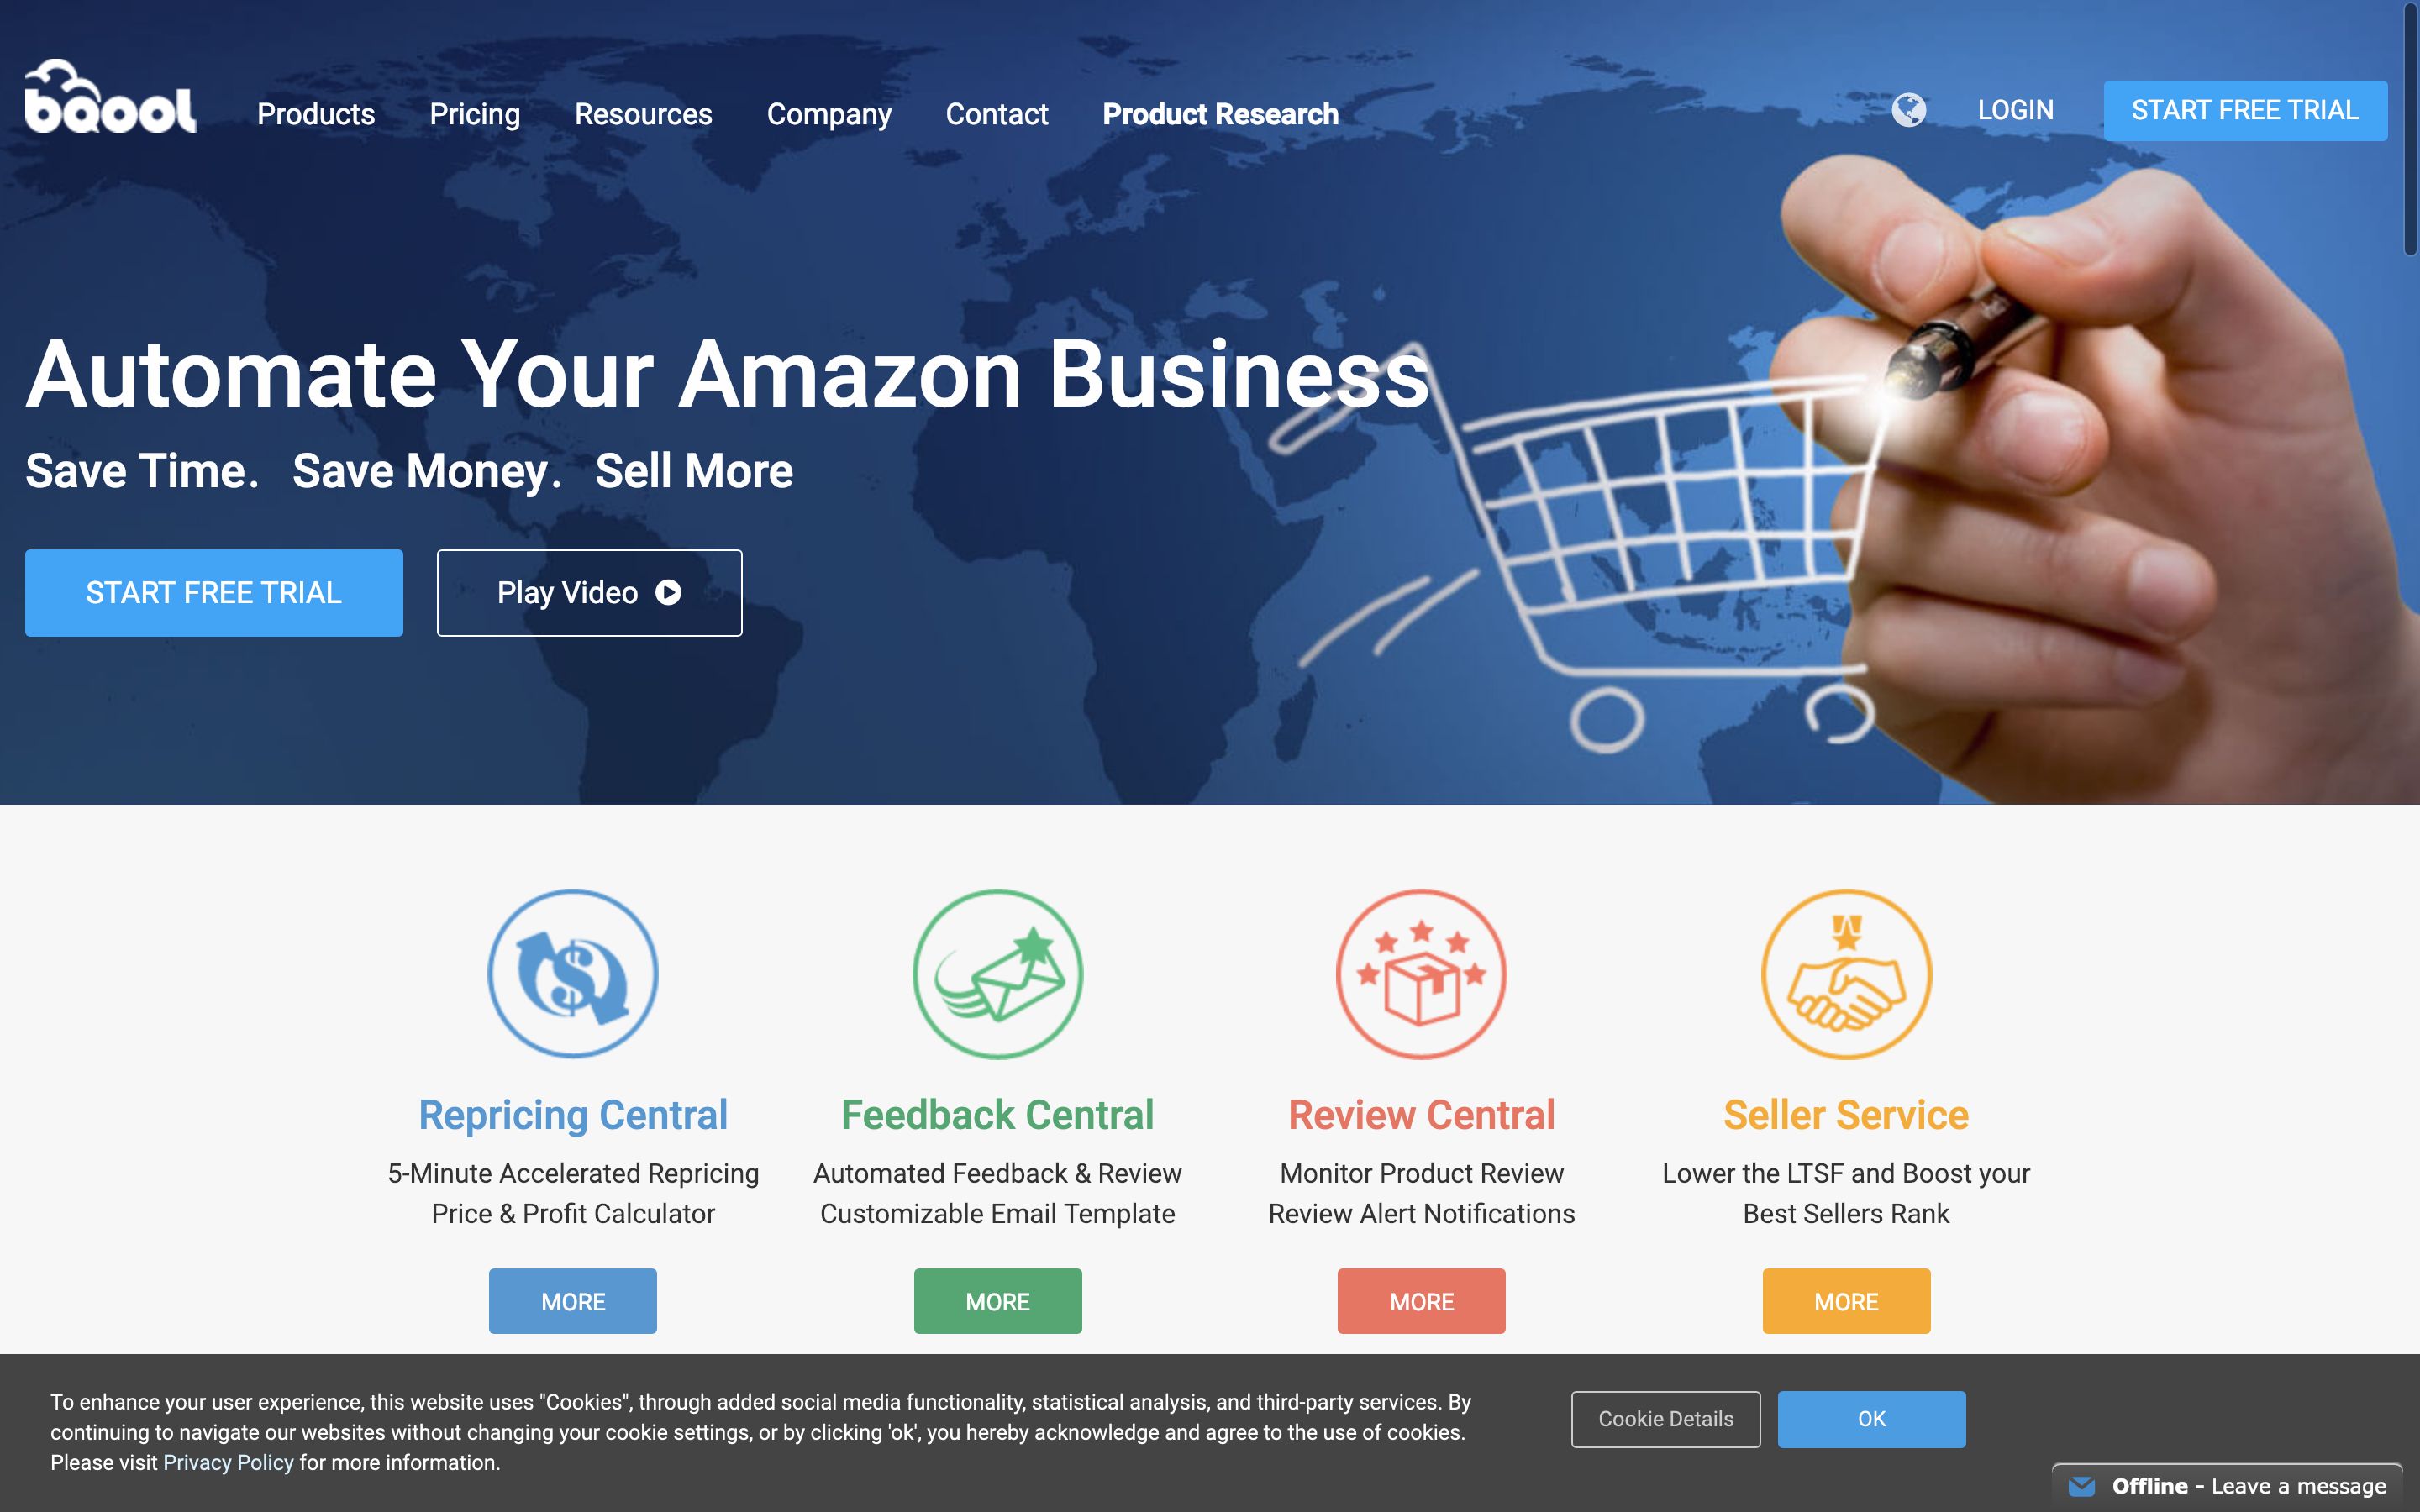 bqool
Products
Pricing
Resources
Company
Contact
Product Research
LOGIN
START FREE TRIAL
Automate Your Amazon Business
Save Time. Save Money. Sell More
START FREE TRIAL
Play Video
Repricing Central
5-Minute Accelerated Repricing
Price & Profit Calculator
MORE
Feedback Central
Automated Feedback & Review
Customizable Email Template
MORE
Review Central
Monitor Product Review
Review Alert Notifications
MORE
Seller Service
Lower the LTSF and Boost your
Best Sellers Rank
MORE
To enhance your user experience, this website uses "Cookies", through added social media functionality, statistical analysis, and third-party services. By
continuing to navigate our websites without changing your cookie settings, or by clicking 'ok', you hereby acknowledge and agree to the use of cookies.
Please visit Privacy Policy for more information.
Cookie Details
OK
Offline - Leave a message